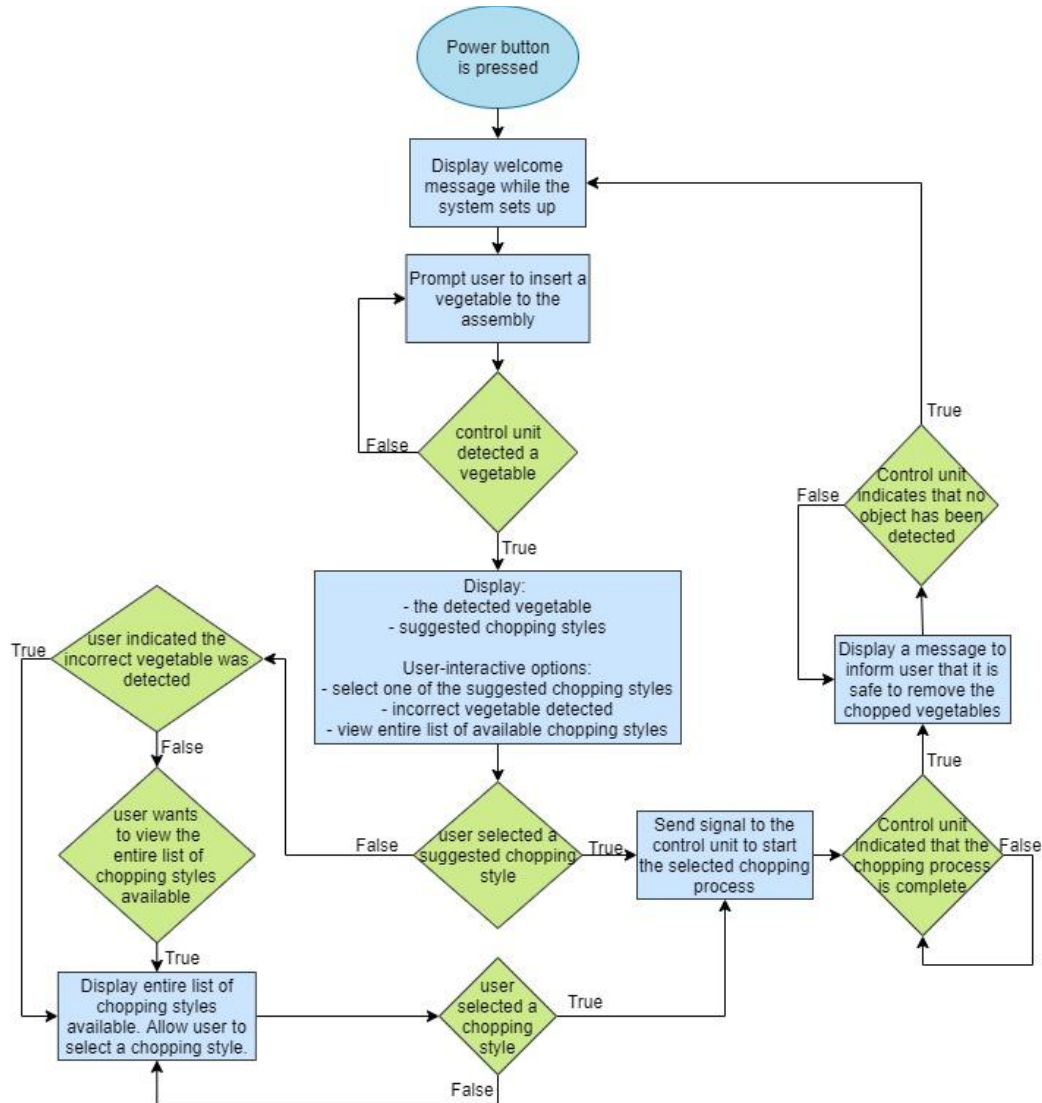 Power button
is pressed
Display welcome
message while the
system sets up
Prompt user to insert a
vegetable to the
assembly
False
control unit
detected a
vegetable
True
Display:
- the detected vegetable
- suggested chopping styles
User-interactive options:
- select one of the suggested chopping styles
- incorrect vegetable detected
- view entire list of available chopping styles
True
user indicated the
incorrect vegetable was
detected
False
user wants
to view the
entire list of
chopping styles
available
True
False
user selected a
suggested chopping
style
True
Send signal to the
control unit to start
the selected chopping
process
Control unit
indicated that the
chopping process
is complete
False
True
Display a message to
inform user that it is
safe to remove the
chopped vegetables
False
Control unit
indicates that no
object has been
detected
True
Display entire list of
chopping styles
available. Allow user to
select a chopping style.
user
selected a
chopping
style
True
False